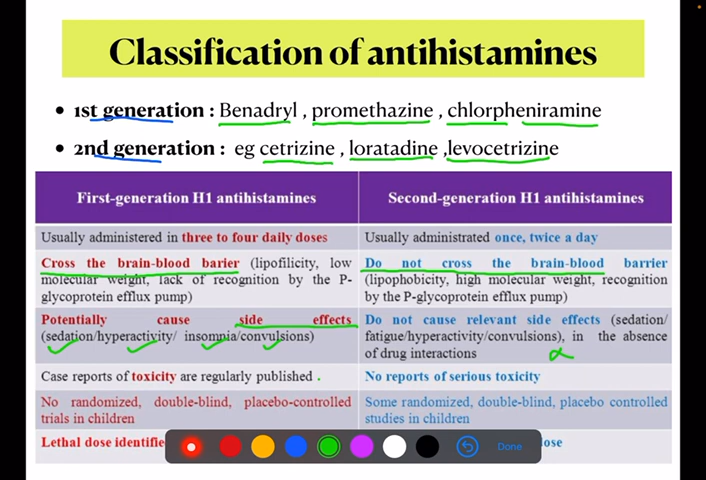 Classification of antihistamines
• 1st generation : Benadryl , promethazine , chlorpheniramine
• 2nd generation : eg cetrizine , loratadine ,levocetrizine
First-generation H1 antihistamines
Second-generation H1 antihistamines
Usually administered in three to four daily doses
Usually administrated once, twice a day
Cross the brain-blood barier (lipofilicity, low
molecular weight, lack of recognition by the P-
glycoprotein efflux pump)
Do not cross the brain-blood barrier
(lipophobicity, high molecular weight, recognition
by the P-glycoprotein efflux pump)
Potentially cause side effects
(sedation/hyperactivity/ insomnia/convulsions)
Do not cause relevant side effects (sedation/
fatigue/hyperactivity/convulsions), in the absence
of drug interactions
Case reports of toxicity are regularly published .
No reports of serious toxicity
No randomized, double-blind, placebo-controlled
trials in children
Some randomized, double-blind, placebo controlled
studies in children
Lethal dose identifie
Done